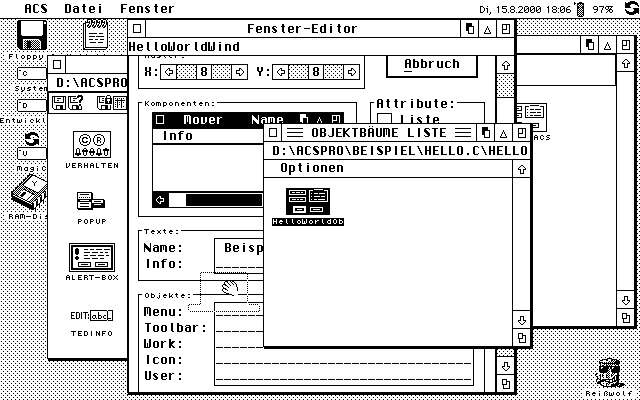 ACS Datei Fenster Di, 15.8.2000 18:06 97%
Fenster-Editor
HelloWorldWind
X: 8 Y: 8
Abbruch
Komponenten:
Mover Name
Info
Attribute:
Liste
Texte:
Name: Beisp
Info:
Objekte:
Menu:
Toolbar:
Work:
Icon:
User:
OBJEKTBÄUME LISTE
D:\ACSPRO\BEISPIEL\HELLO.C\HELLO
Optionen
HelloWorldOb
D:\ACSPRO
VERHALTEN
POPUP
ALERT-BOX
EDIT:abc
TEDINFO
ACS
Floppy
C
System
D
Entwickl
U
Magic
RAM-Dis
Reißwolf